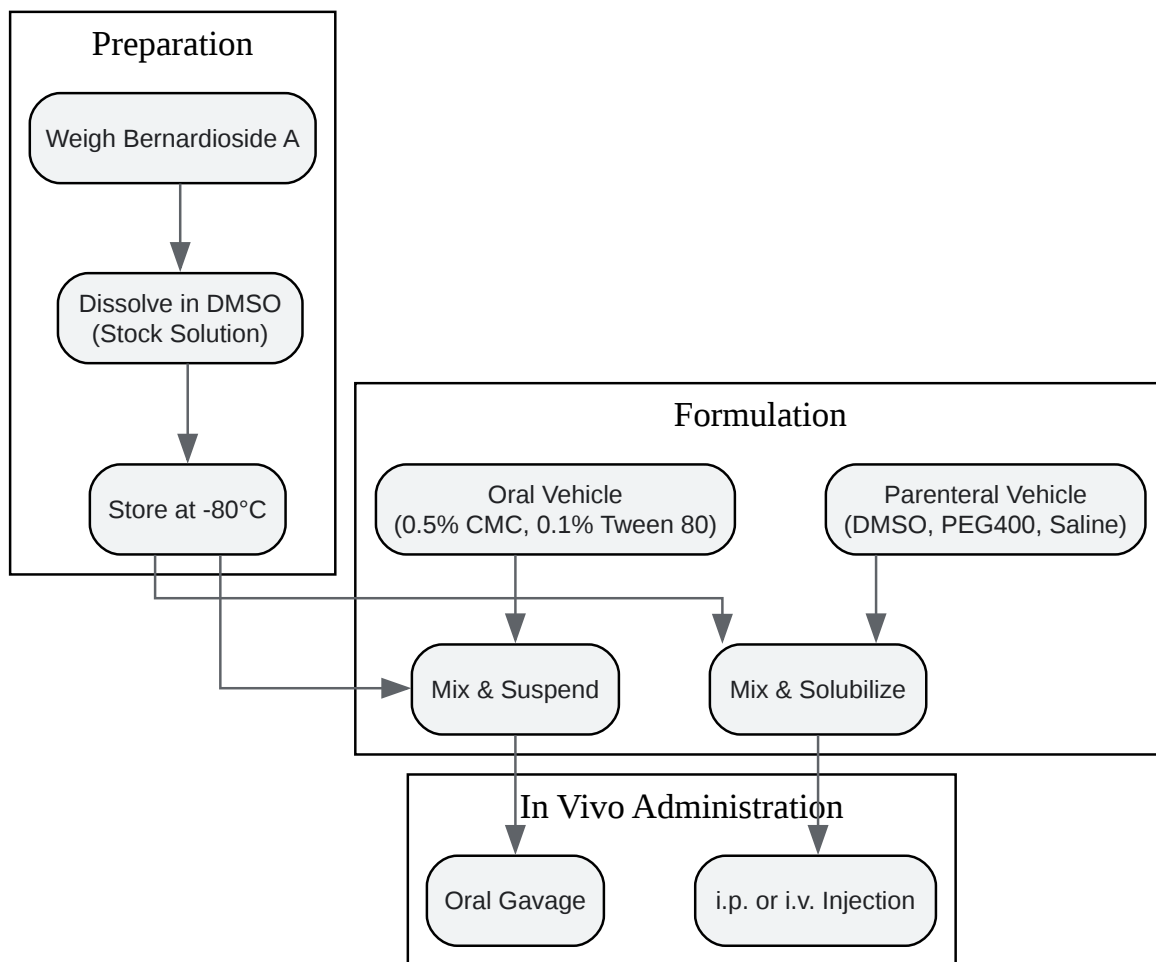 Preparation
Weigh Bernardioside A
Dissolve in DMSO
(Stock Solution)
Store at -80°C
Formulation
Oral Vehicle
(0.5% CMC, 0.1% Tween 80)
Parenteral Vehicle
(DMSO, PEG400, Saline)
Mix & Suspend
Mix & Solubilize
In Vivo Administration
Oral Gavage
i.p. or i.v. Injection